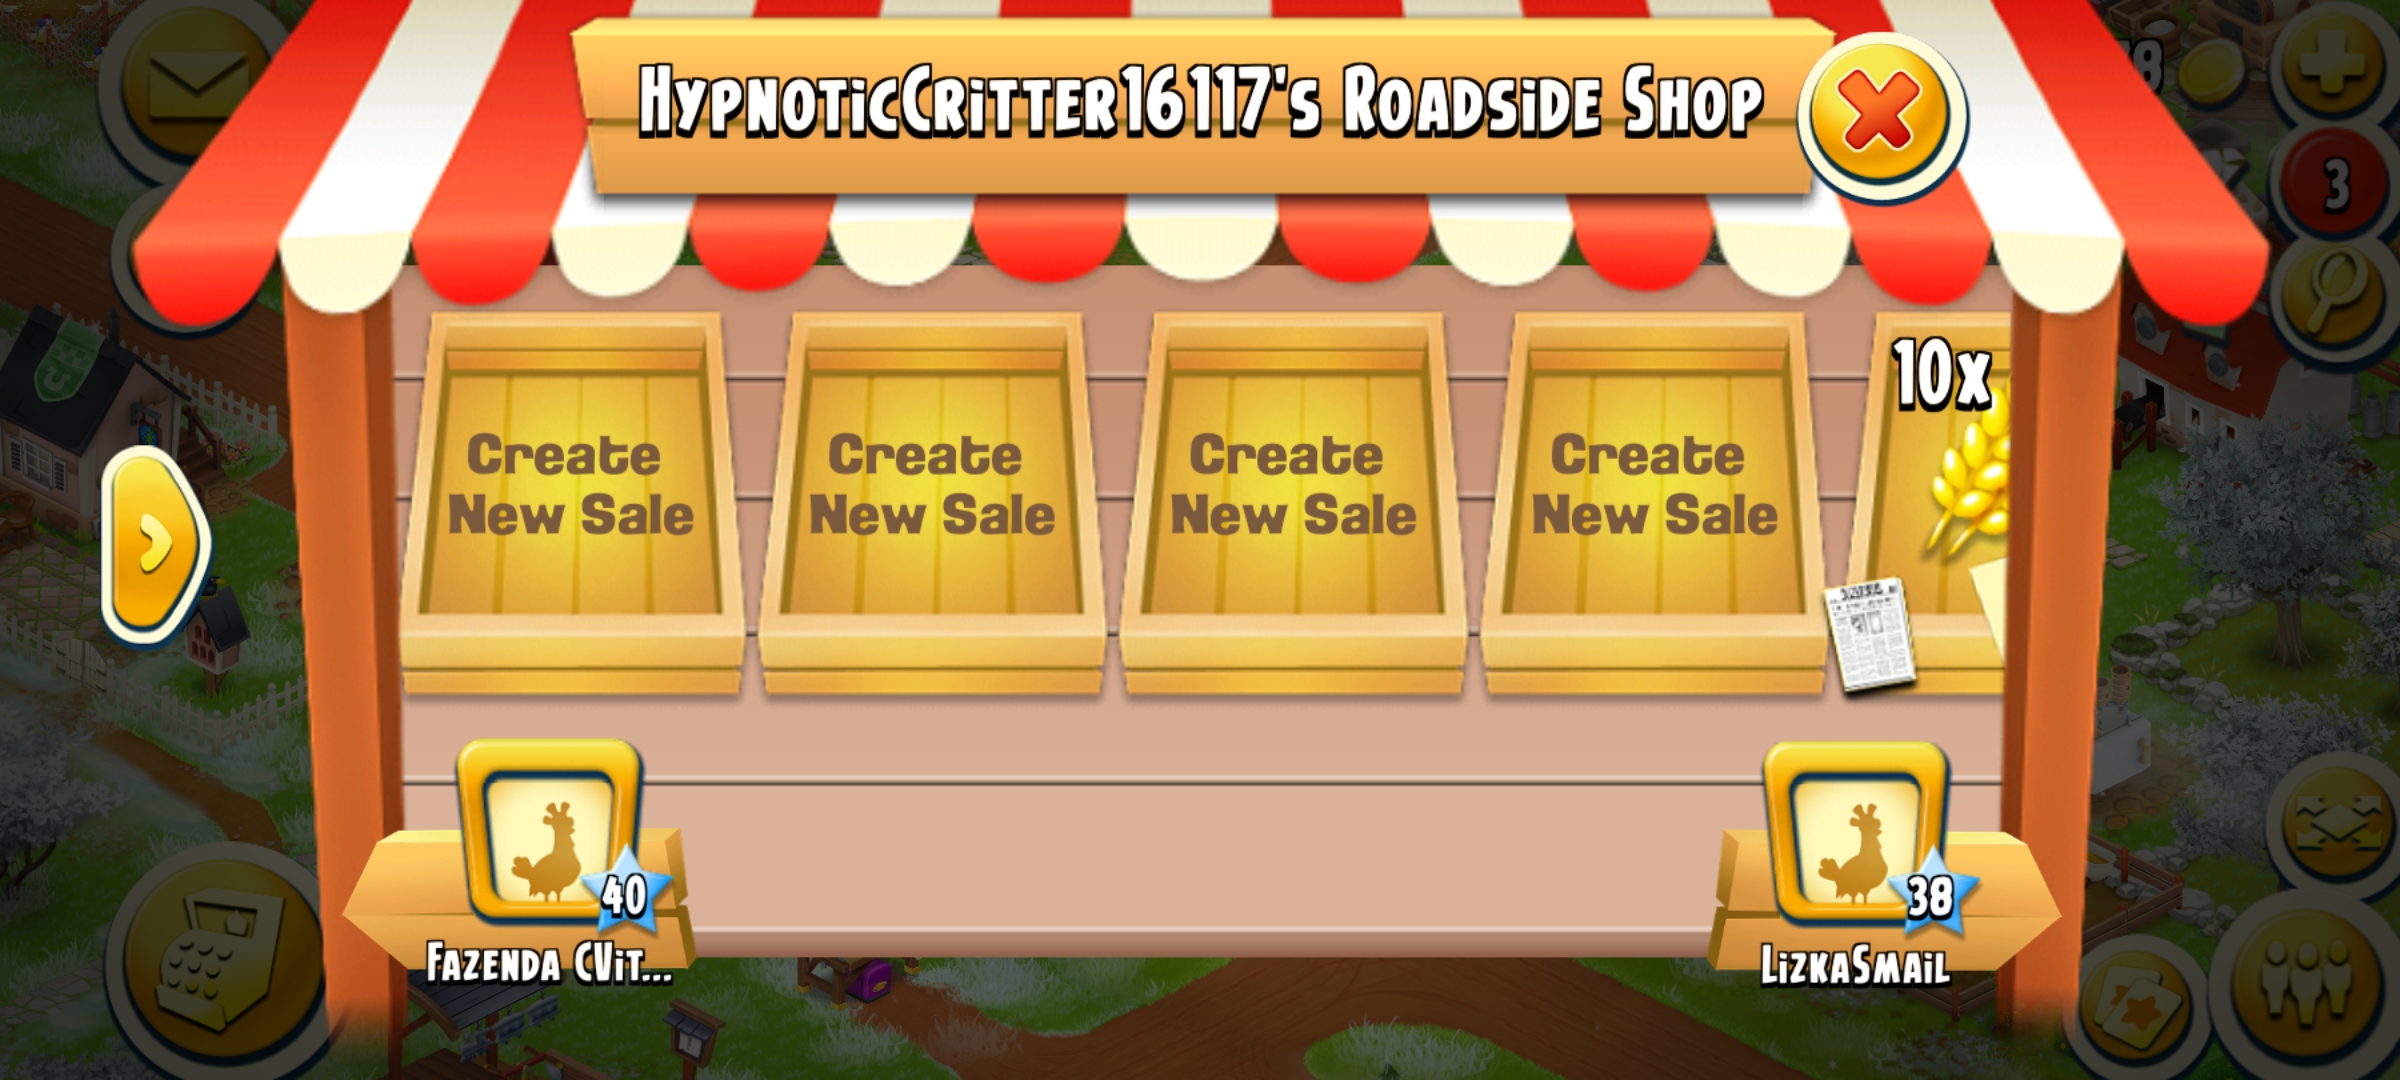 HypnoticCritter16117's Roadside Shop
3
10x
Create
New Sale
Create
New Sale
Create
New Sale
Create
New Sale
40
Fazenda CVit...
38
LizkaSmail